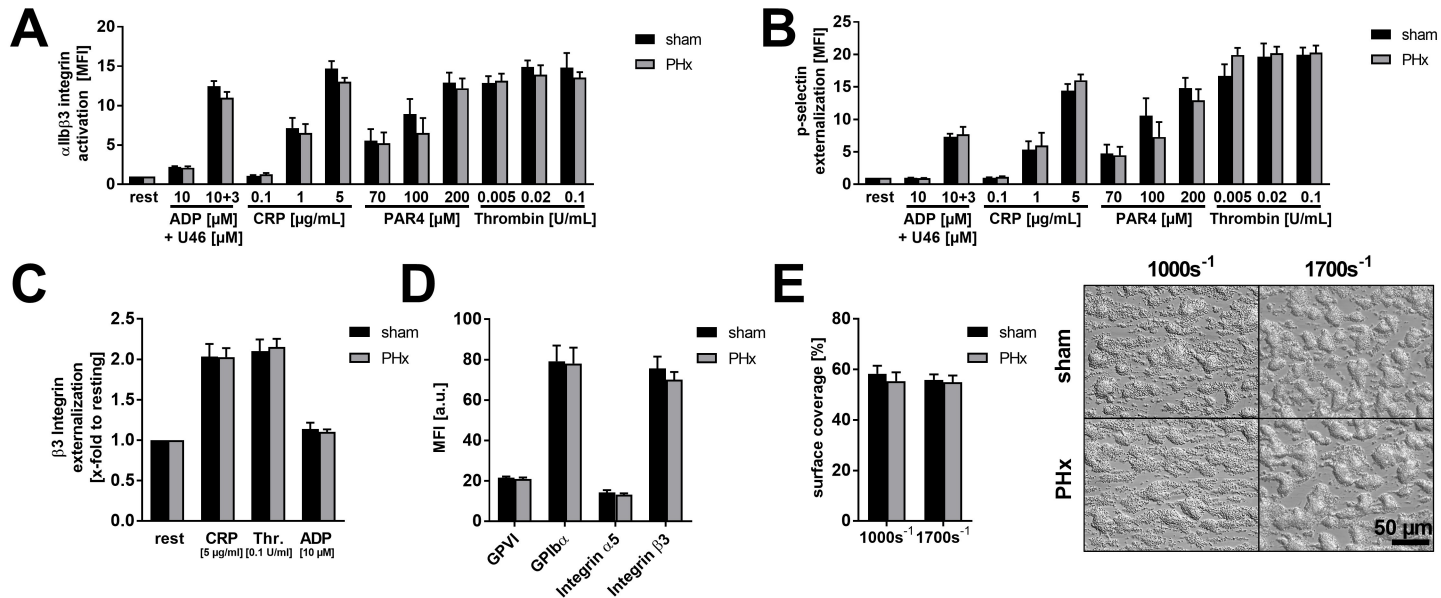 A
αIIbβ3 integrin
activation [MFI]
20
15
10
5
0
sham
PHx
rest 10 10+3 0.1 1 5 70 100 200 0.005 0.02 0.1
ADP [µM] CRP [µg/mL] PAR4 [µM] Thrombin [U/mL]
+ U46 [µM]
B
p-selectin
externalization [MFI]
25
20
15
10
5
0
sham
PHx
rest 10 10+3 0.1 1 5 70 100 200 0.005 0.02 0.1
ADP [µM] CRP [µg/mL] PAR4 [µM] Thrombin [U/mL]
+ U46 [µM]
C
β3 Integrin
externalization
[x-fold to resting]
2.5
2.0
1.5
1.0
0.5
0.0
sham
PHx
rest CRP Thr. ADP
[5 µg/ml] [0.1 U/ml] [10 µM]
D
MFI [a.u.]
100
80
60
40
20
0
sham
PHx
GPVI
GPIbα
Integrin α5
Integrin β3
E
surface coverage [%]
80
60
40
20
0
sham
PHx
1000s⁻¹ 1700s⁻¹
1000s⁻¹ 1700s⁻¹
sham
PHx
50 µm